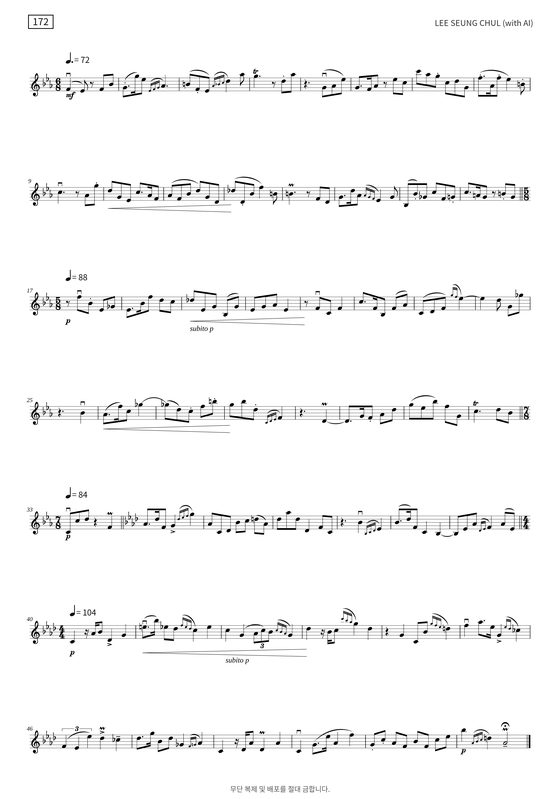 172
LEE SEUNG CHUL (with AI)
♩. = 72
mf
9
17
♩ = 88
p
subito p
25
33
♩ = 84
p
40
♩ = 104
p
3
subito p
46
3
p
무단 복제 및 배포를 절대 금합니다.